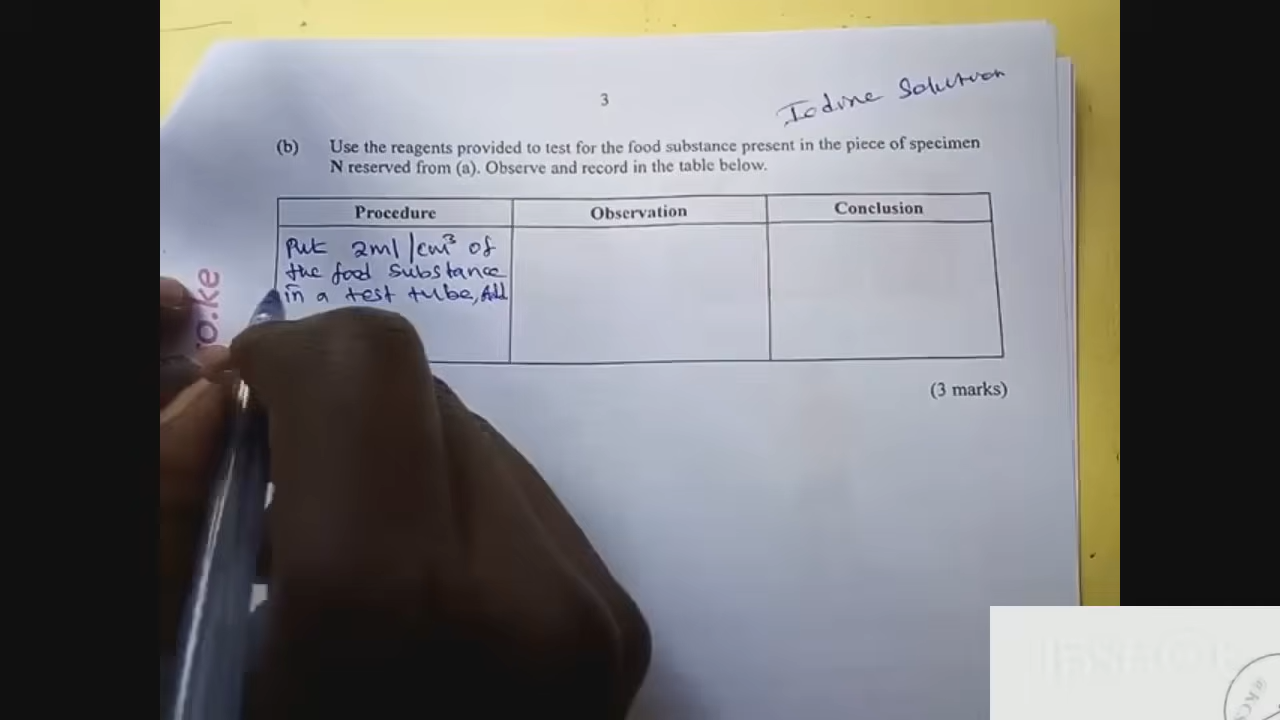 Iodine Solution
3
(b) Use the reagents provided to test for the food substance present in the piece of specimen
N reserved from (a). Observe and record in the table below.
Procedure Observation Conclusion
Put 2ml/cm³ of
the food substance
in a test tube, Add
(3 marks)
o.ke